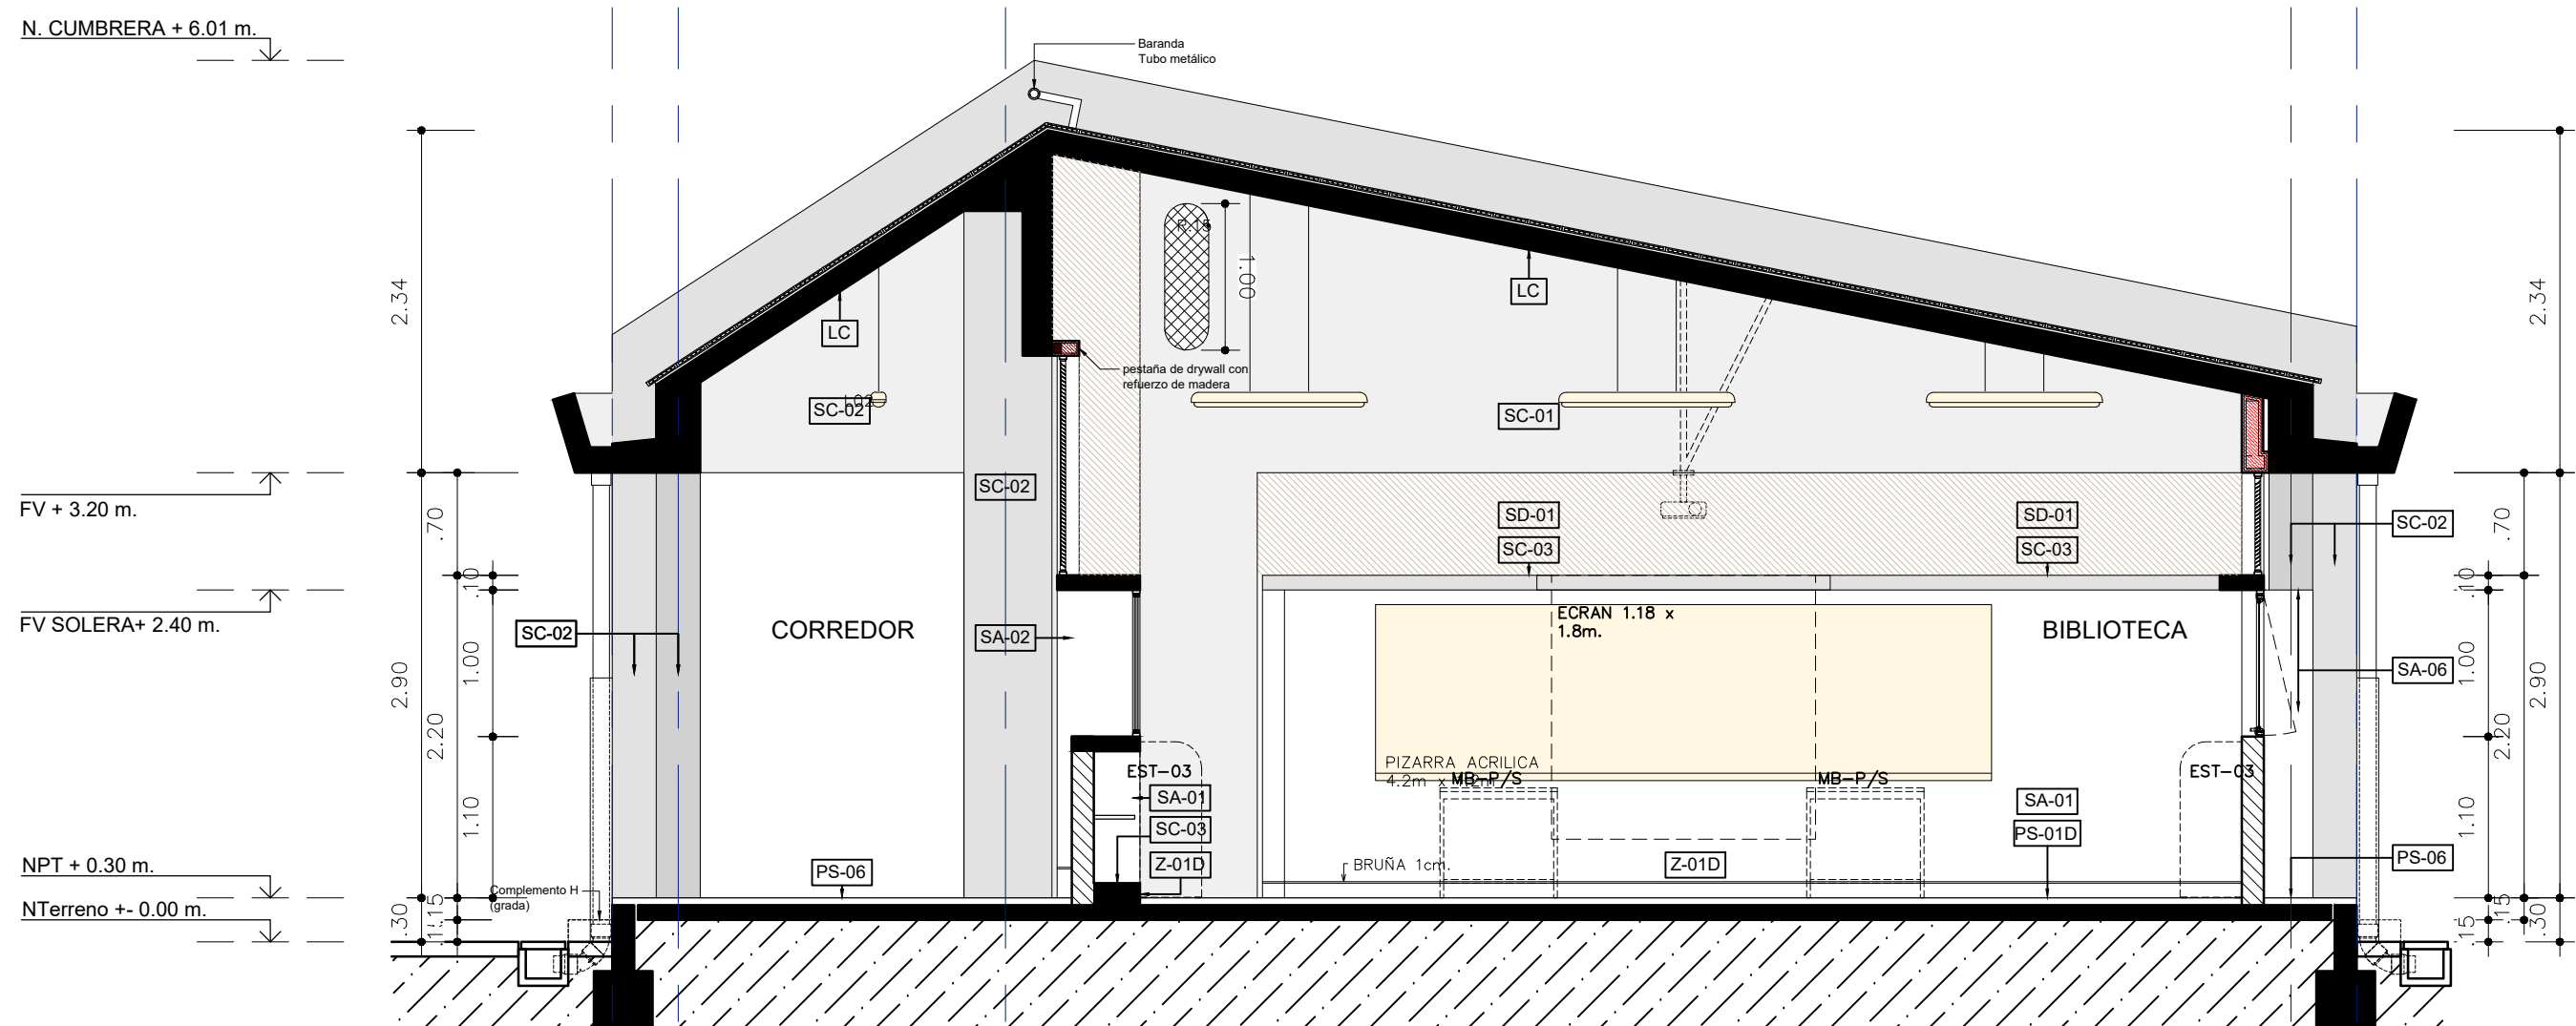 N. CUMBRERA + 6.01 m.
Baranda
Tubo metálico
2.34
R.15
1.00
LC
LC
2.34
pestaña de drywall con
refuerzo de madera
SC-02
SC-01
SC-02
FV + 3.20 m.
.70
SD-01
SD-01
SC-02
.70
SC-03
SC-03
.10
.10
FV SOLERA+ 2.40 m.
SC-02
CORREDOR
SA-02
ECRAN 1.18 x
1.8m.
BIBLIOTECA
2.90
1.00
1.00
2.90
SA-06
2.20
2.20
PIZARRA ACRILICA
4.2m x 1.2m
MB-P/S
MB-P/S
EST-03
EST-03
1.10
SA-01
SA-01
1.10
SC-03
PS-01D
NPT + 0.30 m.
PS-06
Z-01D
BRUÑA 1cm.
Z-01D
PS-06
Complemento H
(grada)
NTerreno +- 0.00 m.
.30
.15
.15
.15
.15
.30